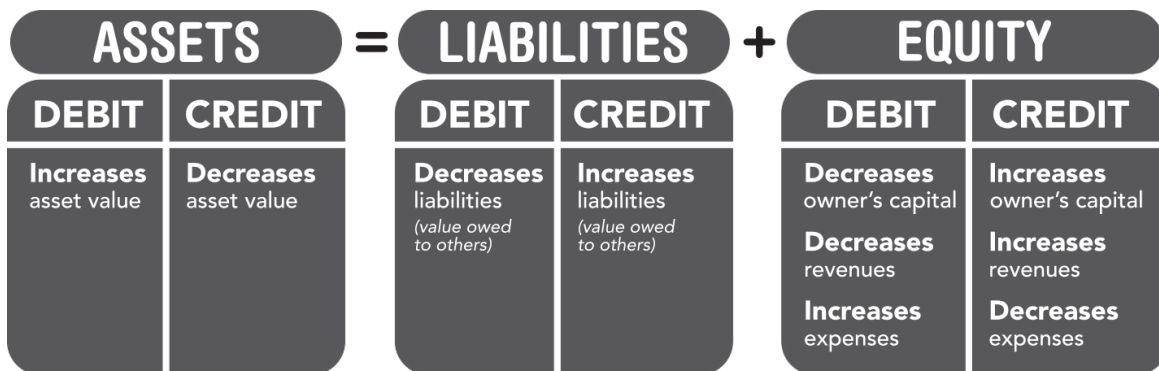 ASSETS = LIABILITIES + EQUITY
DEBIT CREDIT DEBIT CREDIT DEBIT CREDIT
Increases
asset value
Decreases
asset value
Decreases
liabilities
(value owed
to others)
Increases
liabilities
(value owed
to others)
Decreases
owner's capital
Decreases
revenues
Increases
expenses
Increases
owner's capital
Increases
revenues
Decreases
expenses